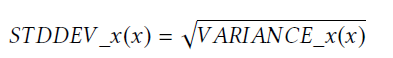 STDDEV_x(x) = √VARIANCE_x(x)